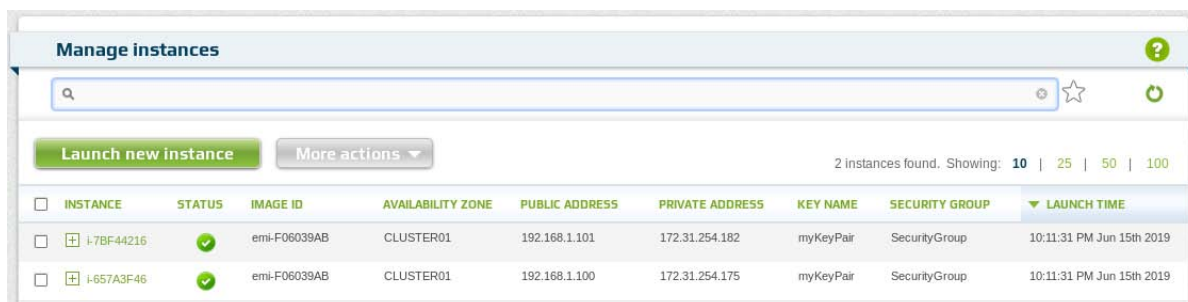 Manage instances ?
Launch new instance More actions 2 instances found. Showing: 10 | 25 | 50 | 100
INSTANCE STATUS IMAGE ID AVAILABILITY ZONE PUBLIC ADDRESS PRIVATE ADDRESS KEY NAME SECURITY GROUP LAUNCH TIME
i-7BF44216 emi-F06039AB CLUSTER01 192.168.1.101 172.31.254.182 myKeyPair SecurityGroup 10:11:31 PM Jun 15th 2019
i-657A3F46 emi-F06039AB CLUSTER01 192.168.1.100 172.31.254.175 myKeyPair SecurityGroup 10:11:31 PM Jun 15th 2019